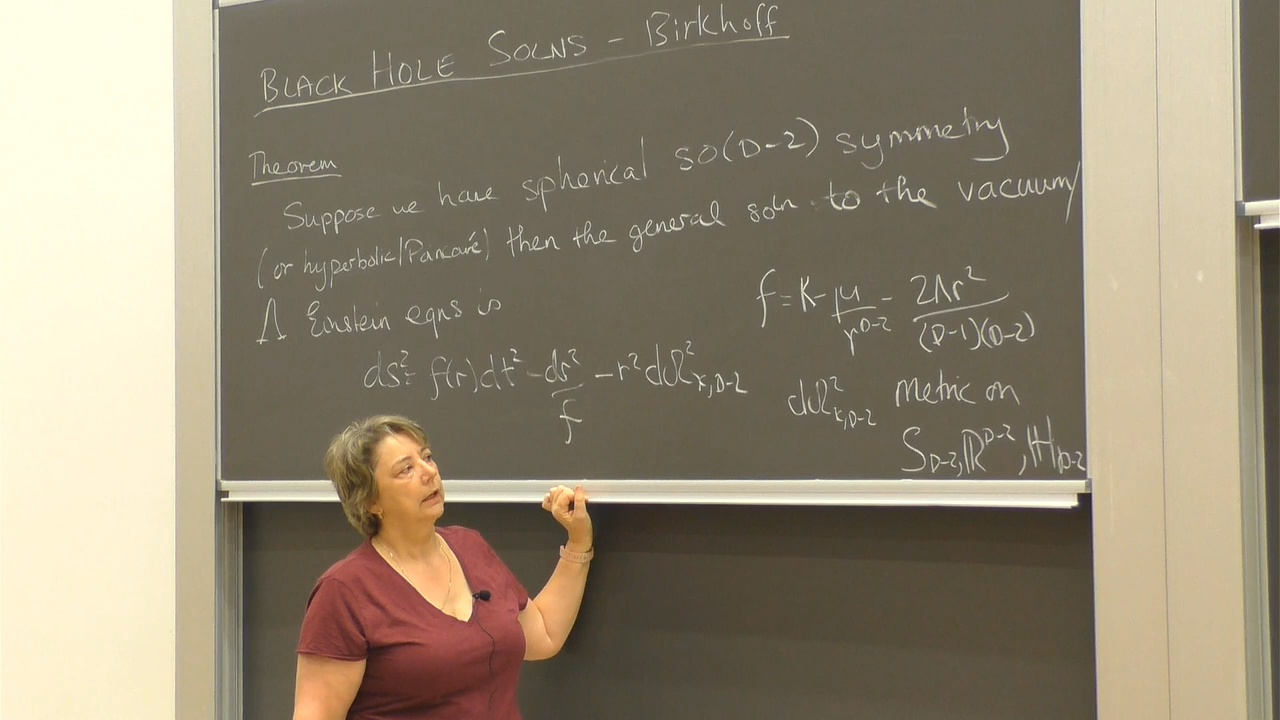 BLACK HOLE SOLNS - Birkhoff
Theorem
Suppose we have spherical so(D-2) symmetry
(or hyperbolic/Poincaré) then the general soln to the vacuum/
Λ Einstein eqns is
f = K - μ/r^{D-2} - 2Λr²/(D-1)(D-2)
ds² = f(r)dt² - dr²/f - r²dΩ²_{κ,D-2}
dΩ²_{κ,D-2} metric on
S_{D-2}, ℝ^{D-2}, ℍ_{D-2}